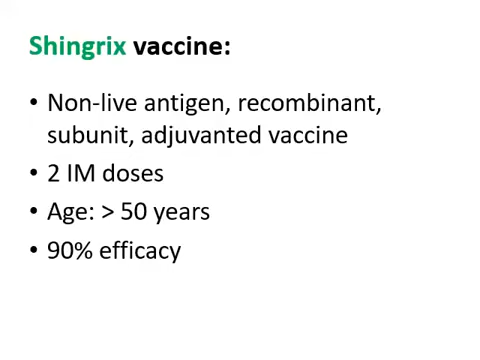 Shingrix vaccine:
• Non-live antigen, recombinant,
subunit, adjuvanted vaccine
• 2 IM doses
• Age: > 50 years
• 90% efficacy